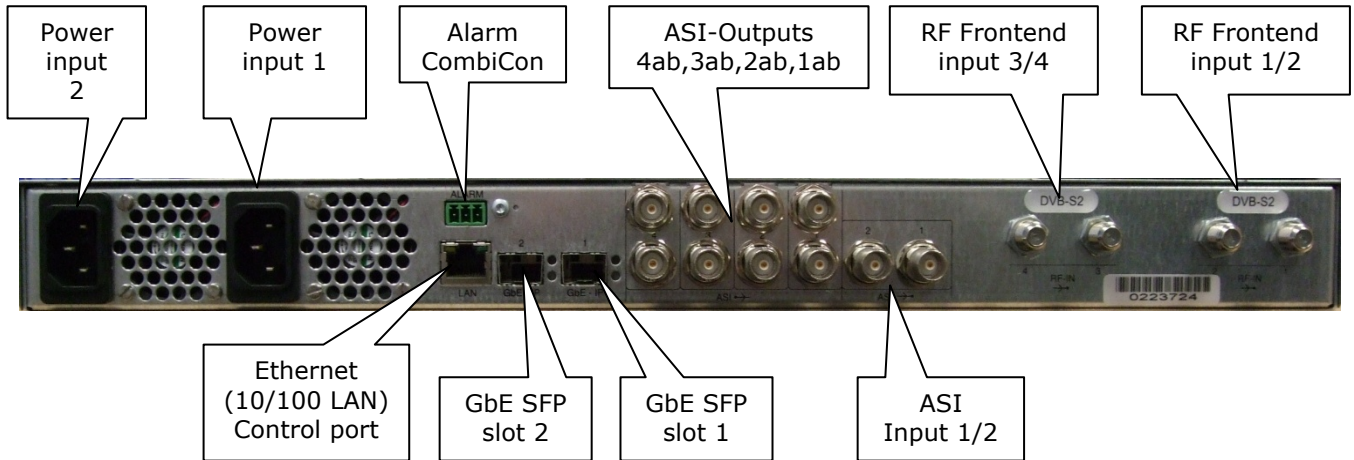 Power
input
2
Power
input 1
Alarm
CombiCon
ASI-Outputs
4ab,3ab,2ab,1ab
RF Frontend
input 3/4
RF Frontend
input 1/2
ALARM
DVB-S2
DVB-S2
2
1
2
1
4
RF-IN
3
RF-IN
LAN
GbE - IP
ASI
0223724
Ethernet
(10/100 LAN)
Control port
GbE SFP
slot 2
GbE SFP
slot 1
ASI
Input 1/2